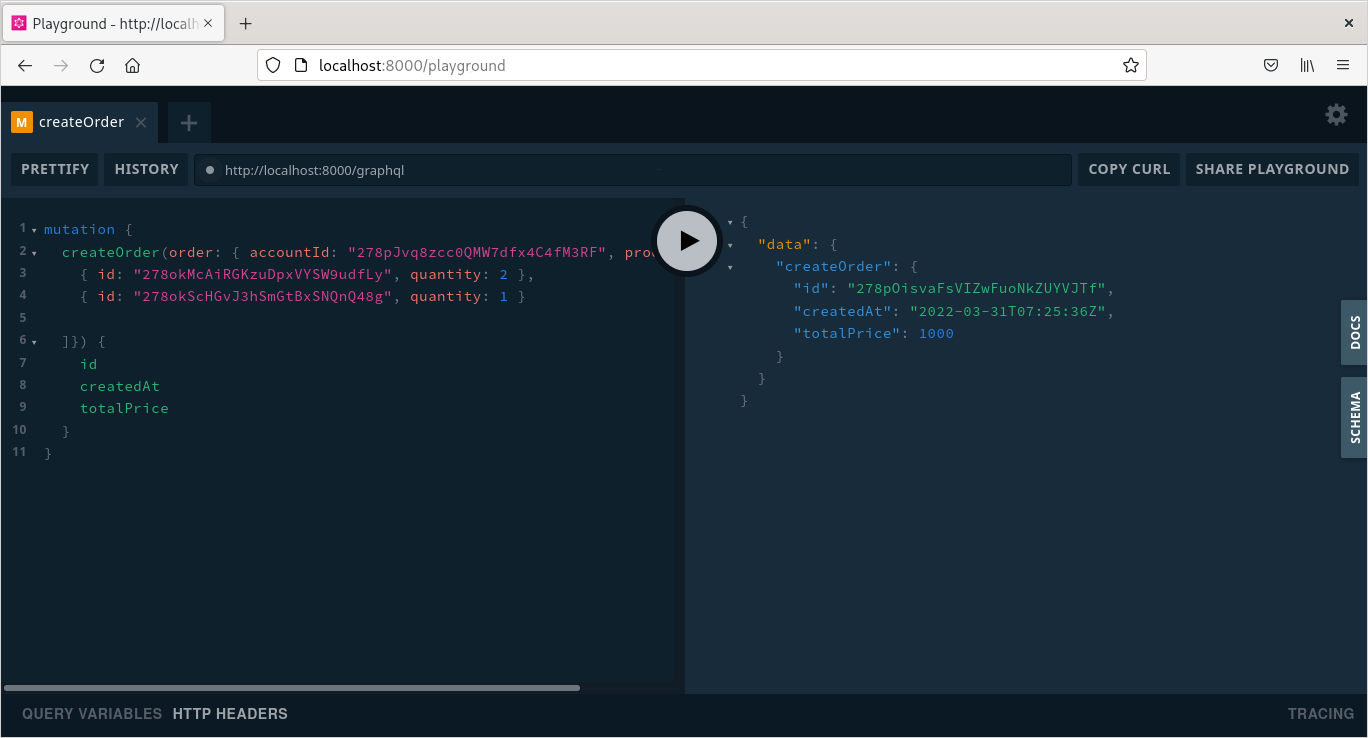 Playground - http://localh
localhost:8000/playground
M createOrder
PRETTIFY HISTORY http://localhost:8000/graphql COPY CURL SHARE PLAYGROUND
1 mutation {
2 createOrder(order: { accountId: "278pJvq8zcc0QMW7dfx4C4fM3RF", pro
3 { id: "278okMcAiRGKzuDpxVYSW9udfLy", quantity: 2 },
4 { id: "278okScHGvJ3hSmGtBxSNQnQ48g", quantity: 1 }
5
6 ]}) {
7 id
8 createdAt
9 totalPrice
10 }
11 }
{
"data": {
"createOrder": {
"id": "278pOisvaFsVIZwFuoNkZUYVJTf",
"createdAt": "2022-03-31T07:25:36Z",
"totalPrice": 1000
}
}
}
DOCS
SCHEMA
QUERY VARIABLES HTTP HEADERS TRACING